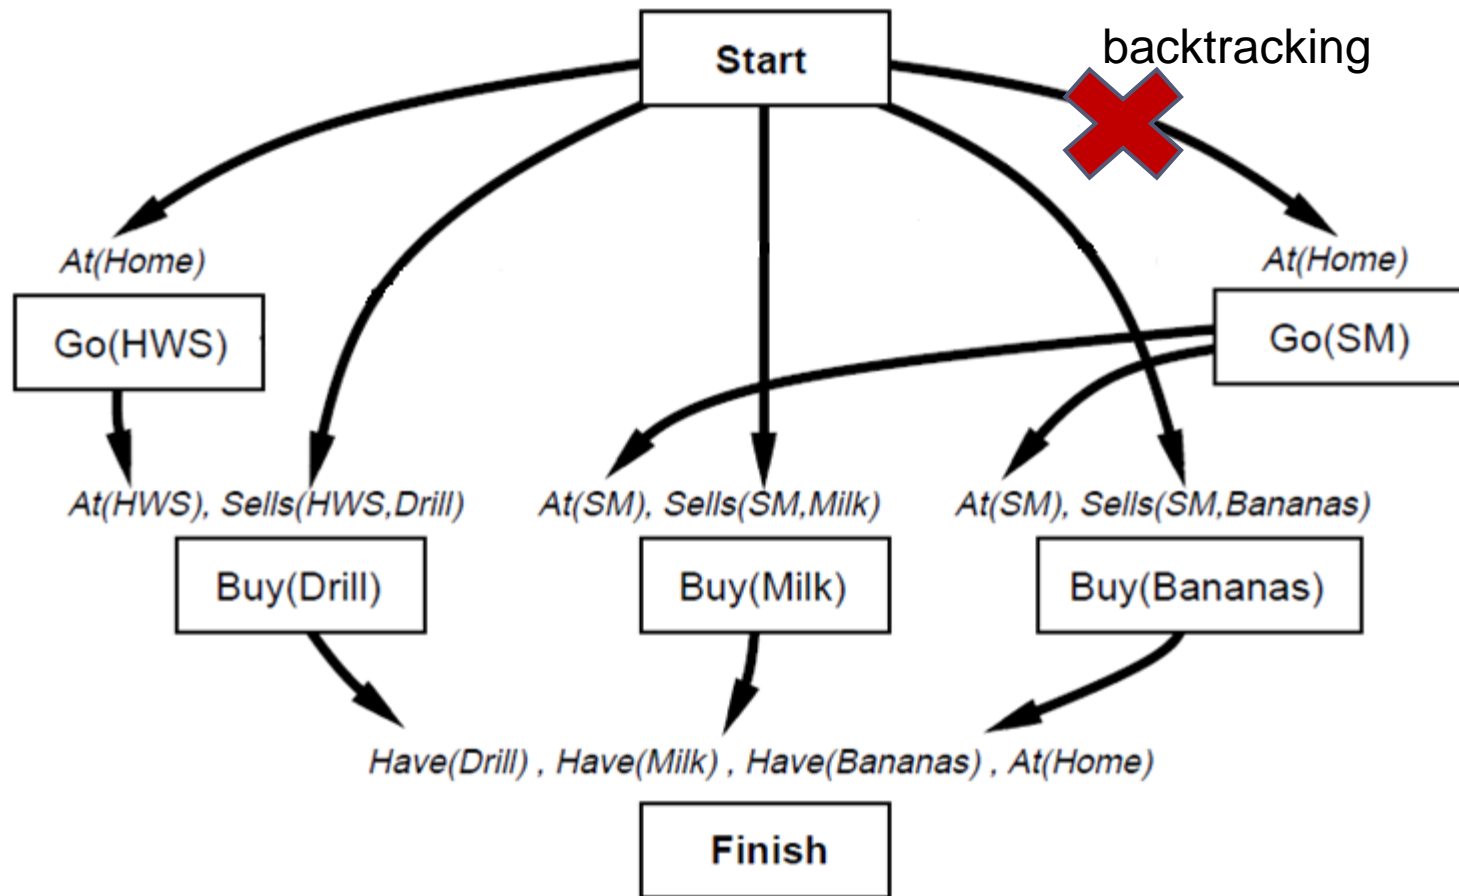 Start
backtracking
At(Home)
At(Home)
Go(HWS)
Go(SM)
At(HWS), Sells(HWS,Drill)
At(SM), Sells(SM,Milk)
At(SM), Sells(SM,Bananas)
Buy(Drill)
Buy(Milk)
Buy(Bananas)
Have(Drill) , Have(Milk) , Have(Bananas) , At(Home)
Finish